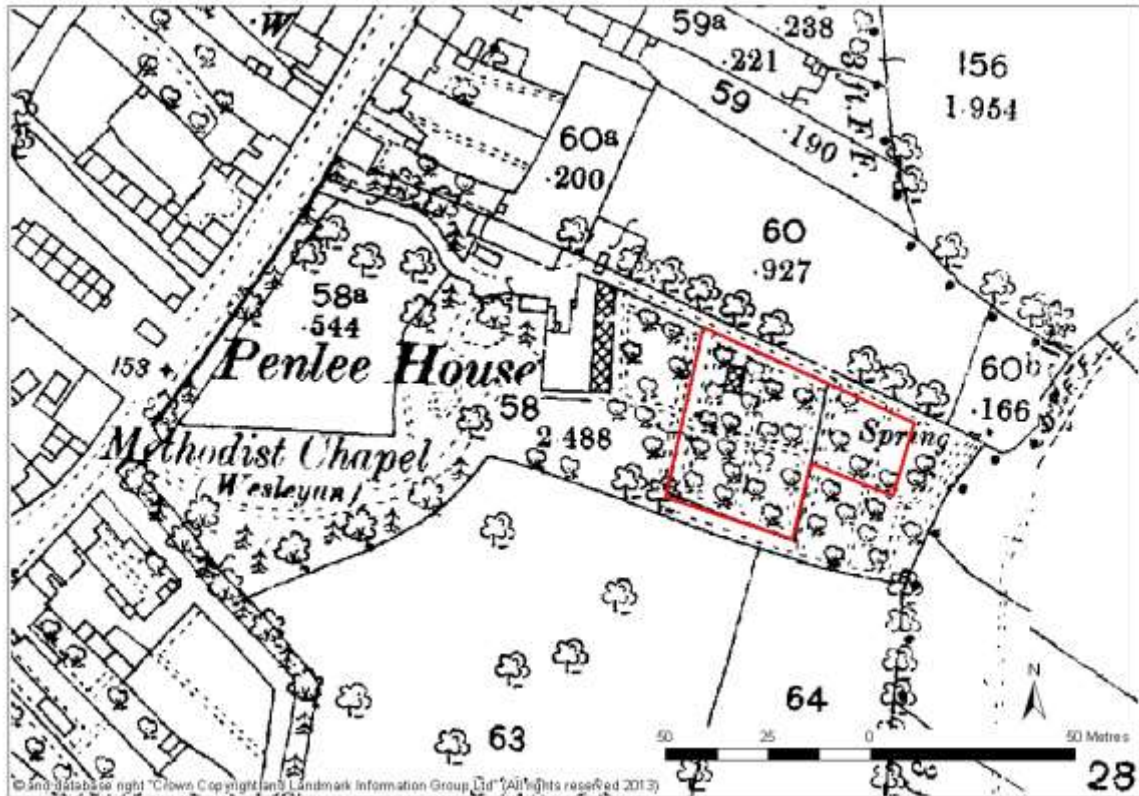 W
59a
·221
·238
8 ft. F F
156
1·954
59
·190
60a
·200
60
·927
58a
·544
Penlee House
153
58
2·488
Methodist Chapel
(Wesleyan)
Spring
60b
·166
63
64
N
50 25 0 50 Metres
28
© and database right "Crown Copyright and Landmark Information Group Ltd" (All rights reserved 2013)